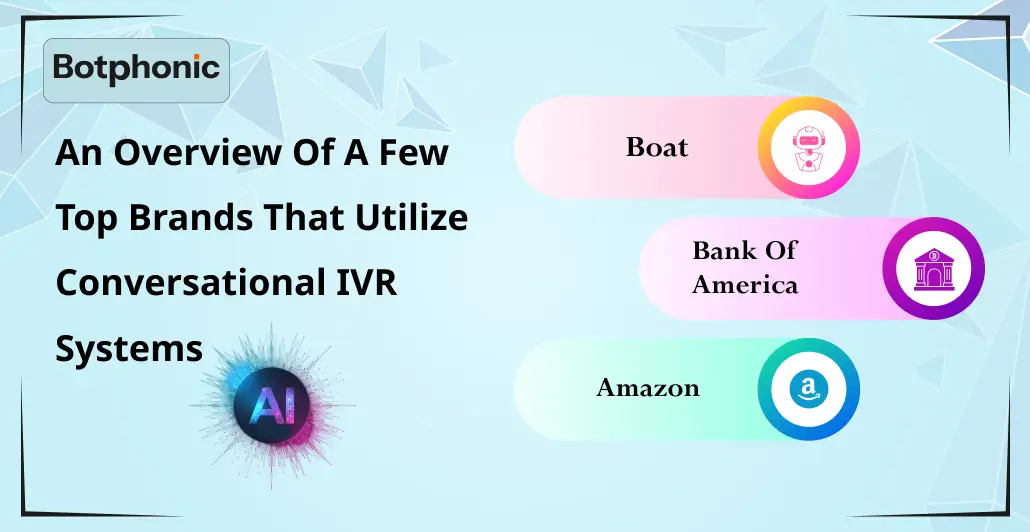 Botphonic
An Overview Of A Few
Top Brands That Utilize
Conversational IVR
Systems
AI
Boat
Bank Of
America
Amazon
a